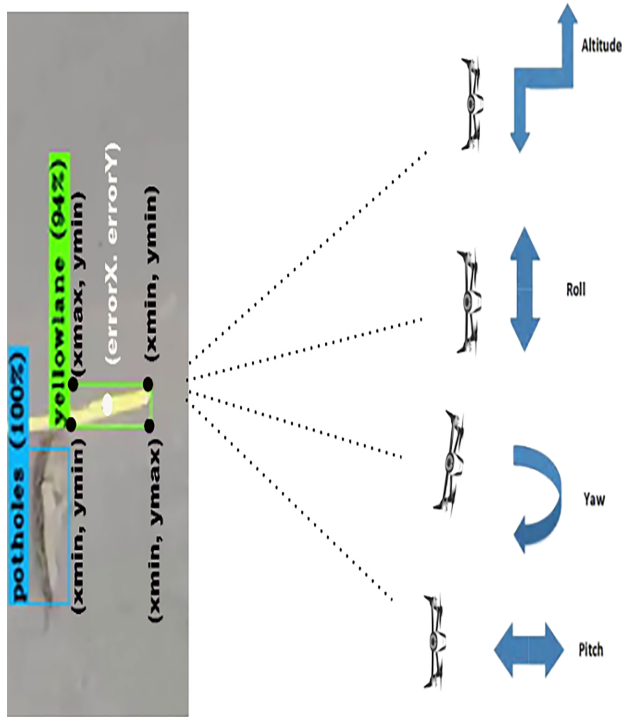 potholes (100%)
yellowlane (94%)
(xmax, ymin)
(errorX. errorY)
(xmin, ymin)
(xmin, ymin)
(xmin, ymax)
Altitude
Roll
Yaw
Pitch